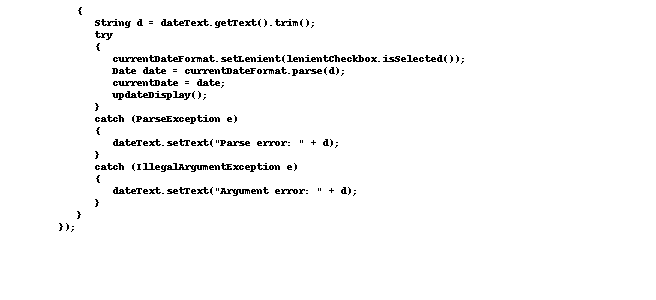 {
String d = dateText.getText().trim();
try
{
currentDateFormat.setLenient(lenientCheckbox.isSelected());
Date date = currentDateFormat.parse(d);
currentDate = date;
updateDisplay();
}
catch (ParseException e)
{
dateText.setText("Parse error: " + d);
}
catch (IllegalArgumentException e)
{
dateText.setText("Argument error: " + d);
}
}
});